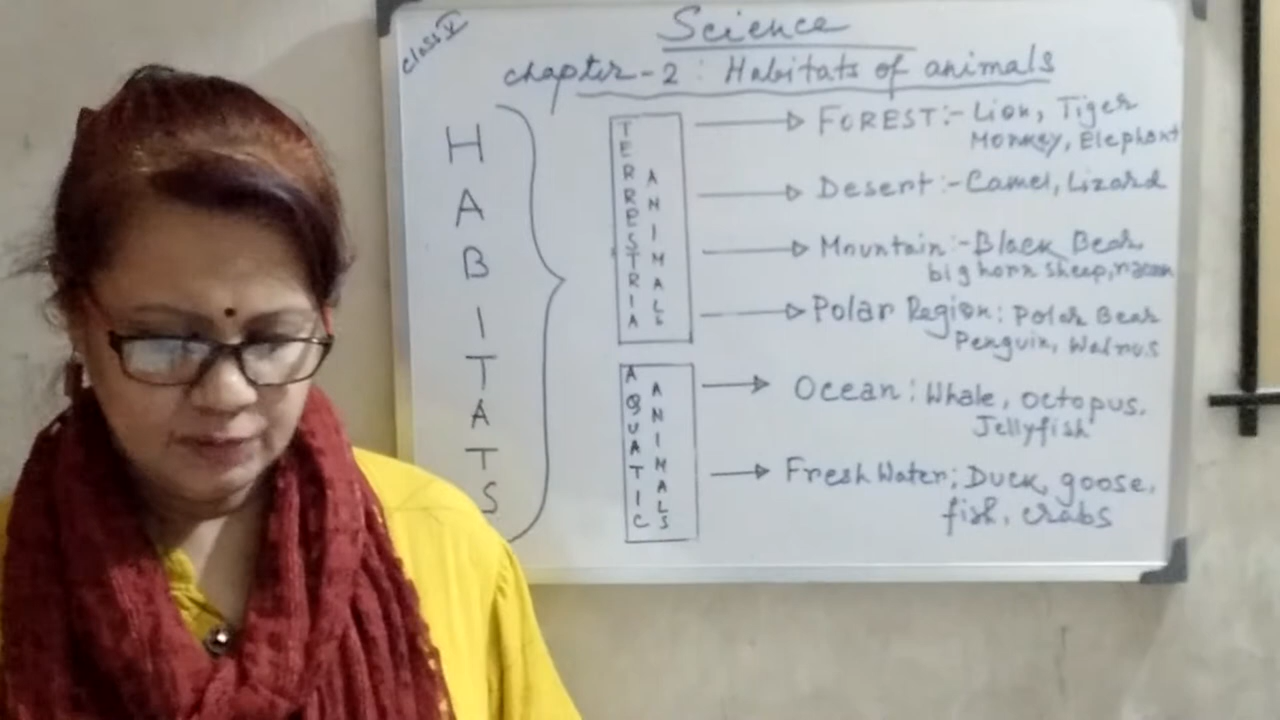 Class V
Science
Chapter-2 : Habitats of animals
HABITATS
TERRESTRIA
ANIMALS
FOREST:- Lion, Tiger
Monkey, Elephant
Desert:- Camel, Lizard
Mountain:- Black Bear,
big horn sheep,
Polar Region: Polar Bear
Penguin, Walrus
AQUATIC
ANIMALS
Ocean: Whale, octopus,
Jellyfish
Fresh Water; Duck, goose,
fish, crabs